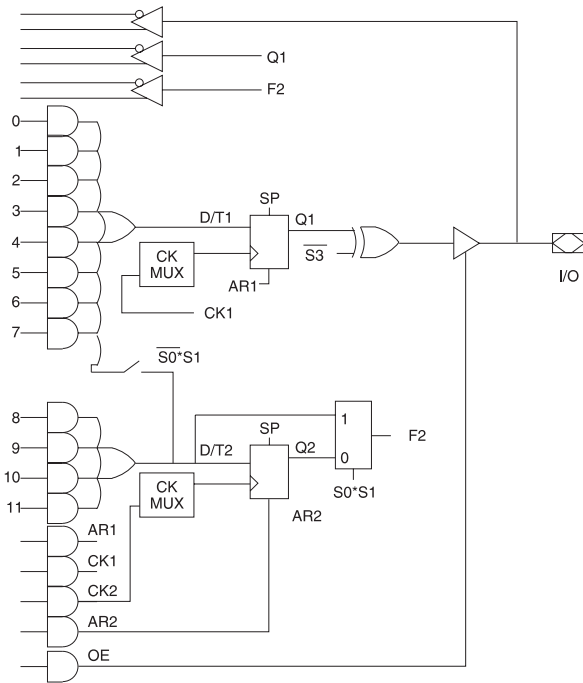 Q1
F2
0
1
2
3
4
5
6
7
D/T1
SP
Q1
CK
MUX
S̅3̅
AR1
CK1
I/O
S̅0̅*S1
8
9
10
11
D/T2
SP
Q2
1
0
F2
CK
MUX
S0*S1
AR2
AR1
CK1
CK2
AR2
OE